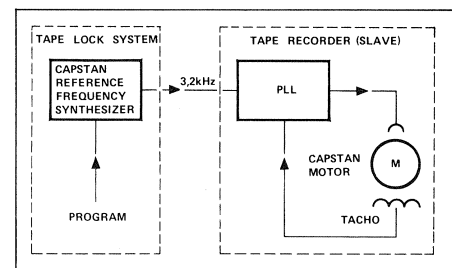 TAPE LOCK SYSTEM
CAPSTAN
REFERENCE
FREQUENCY
SYNTHESIZER
PROGRAM
3,2kHz
TAPE RECORDER (SLAVE)
PLL
CAPSTAN
MOTOR
M
TACHO